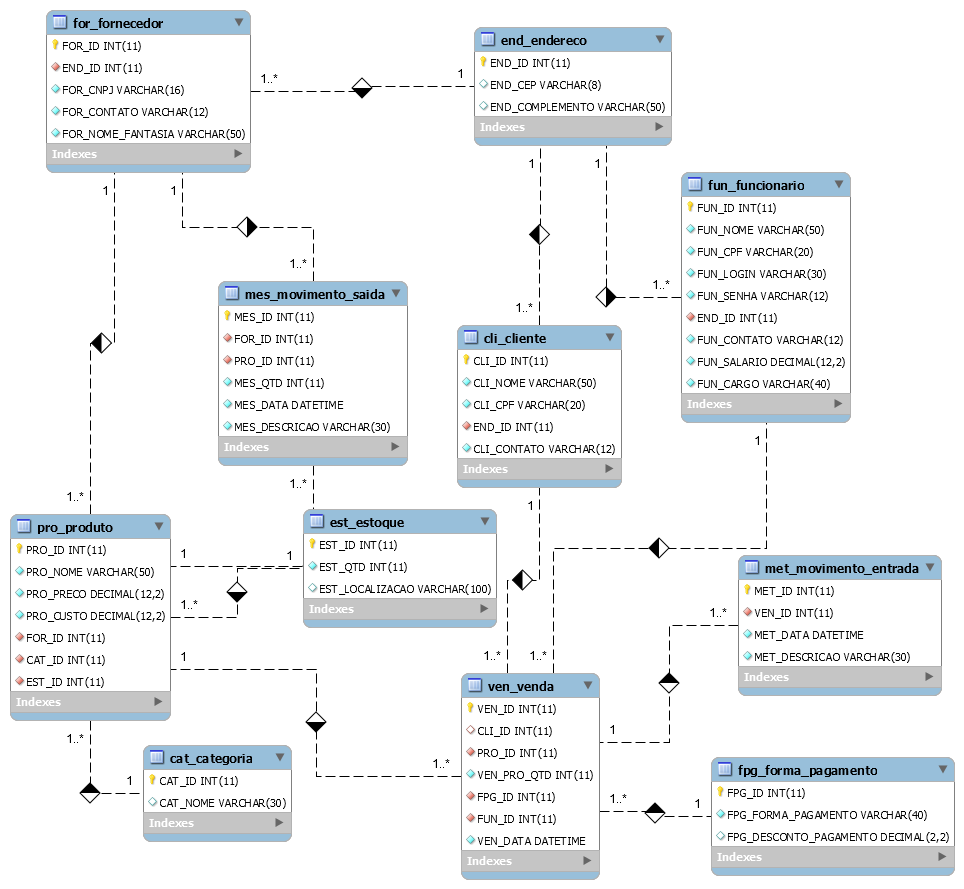 for_fornecedor
FOR_ID INT(11)
END_ID INT(11)
FOR_CNPJ VARCHAR(16)
FOR_CONTATO VARCHAR(12)
FOR_NOME_FANTASIA VARCHAR(50)
Indexes
1..*
1
end_endereco
END_ID INT(11)
END_CEP VARCHAR(8)
END_COMPLEMENTO VARCHAR(50)
Indexes
1
1
1
1
fun_funcionario
FUN_ID INT(11)
FUN_NOME VARCHAR(50)
FUN_CPF VARCHAR(20)
FUN_LOGIN VARCHAR(30)
FUN_SENHA VARCHAR(12)
END_ID INT(11)
FUN_CONTATO VARCHAR(12)
FUN_SALARIO DECIMAL(12,2)
FUN_CARGO VARCHAR(40)
Indexes
1..*
1..*
1..*
mes_movimento_saida
MES_ID INT(11)
FOR_ID INT(11)
PRO_ID INT(11)
MES_QTD INT(11)
MES_DATA DATETIME
MES_DESCRICAO VARCHAR(30)
Indexes
cli_cliente
CLI_ID INT(11)
CLI_NOME VARCHAR(50)
CLI_CPF VARCHAR(20)
END_ID INT(11)
CLI_CONTATO VARCHAR(12)
Indexes
1
1..*
1..*
1
pro_produto
PRO_ID INT(11)
PRO_NOME VARCHAR(50)
PRO_PRECO DECIMAL(12,2)
PRO_CUSTO DECIMAL(12,2)
FOR_ID INT(11)
CAT_ID INT(11)
EST_ID INT(11)
Indexes
1
1
1..*
1
est_estoque
EST_ID INT(11)
EST_QTD INT(11)
EST_LOCALIZACAO VARCHAR(100)
Indexes
met_movimento_entrada
MET_ID INT(11)
VEN_ID INT(11)
MET_DATA DATETIME
MET_DESCRICAO VARCHAR(30)
Indexes
1..*
1..*
1..*
1
ven_venda
VEN_ID INT(11)
CLI_ID INT(11)
PRO_ID INT(11)
VEN_PRO_QTD INT(11)
FPG_ID INT(11)
FUN_ID INT(11)
VEN_DATA DATETIME
Indexes
1..*
1..*
1
cat_categoria
CAT_ID INT(11)
CAT_NOME VARCHAR(30)
Indexes
1..*
1
fpg_forma_pagamento
FPG_ID INT(11)
FPG_FORMA_PAGAMENTO VARCHAR(40)
FPG_DESCONTO_PAGAMENTO DECIMAL(2,2)
Indexes